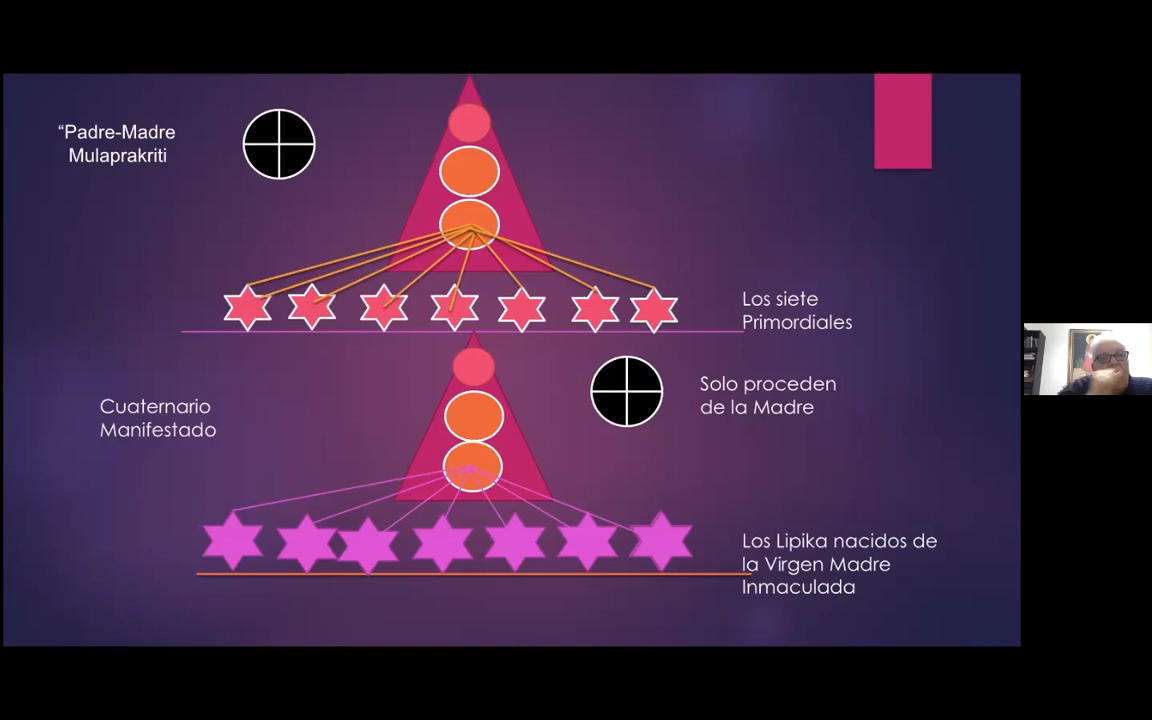 “Padre-Madre
Mulaprakriti
Los siete
Primordiales
Cuaternario
Manifestado
Solo proceden
de la Madre
Los Lipika nacidos de
la Virgen Madre
Inmaculada